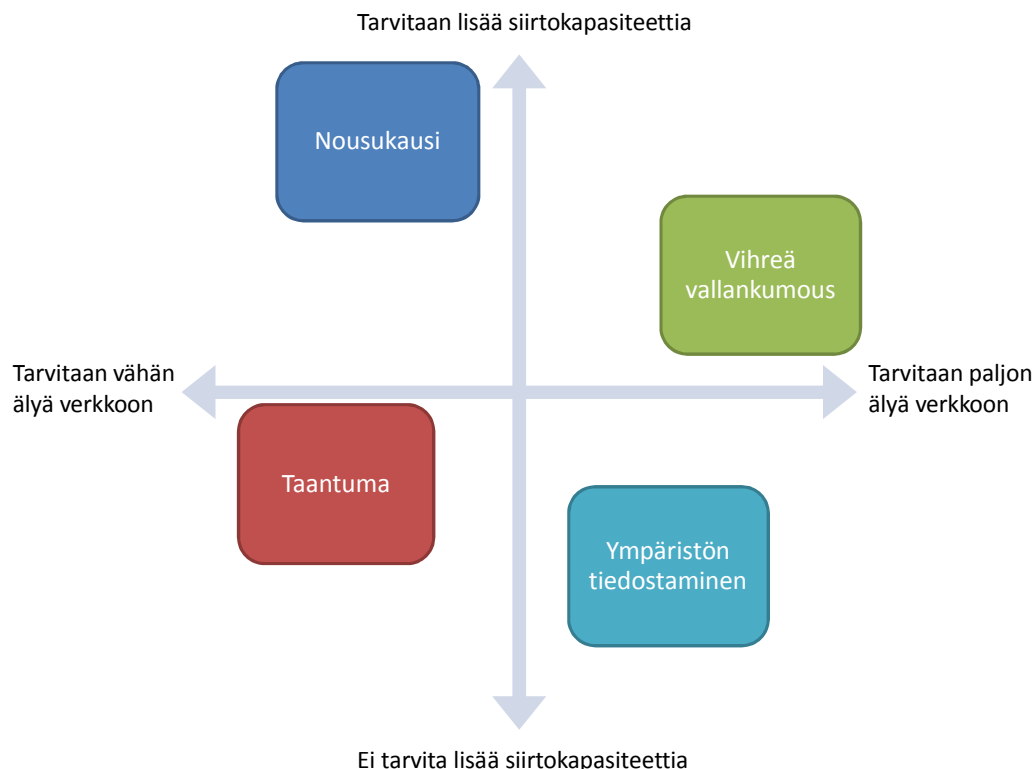 Tarvitaan lisää siirtokapasiteettia
Nousukausi
Vihreä
vallankumous
Tarvitaan vähän
älyä verkkoon
Tarvitaan paljon
älyä verkkoon
Taantuma
Ympäristön
tiedostaminen
Ei tarvita lisää siirtokapasiteettia